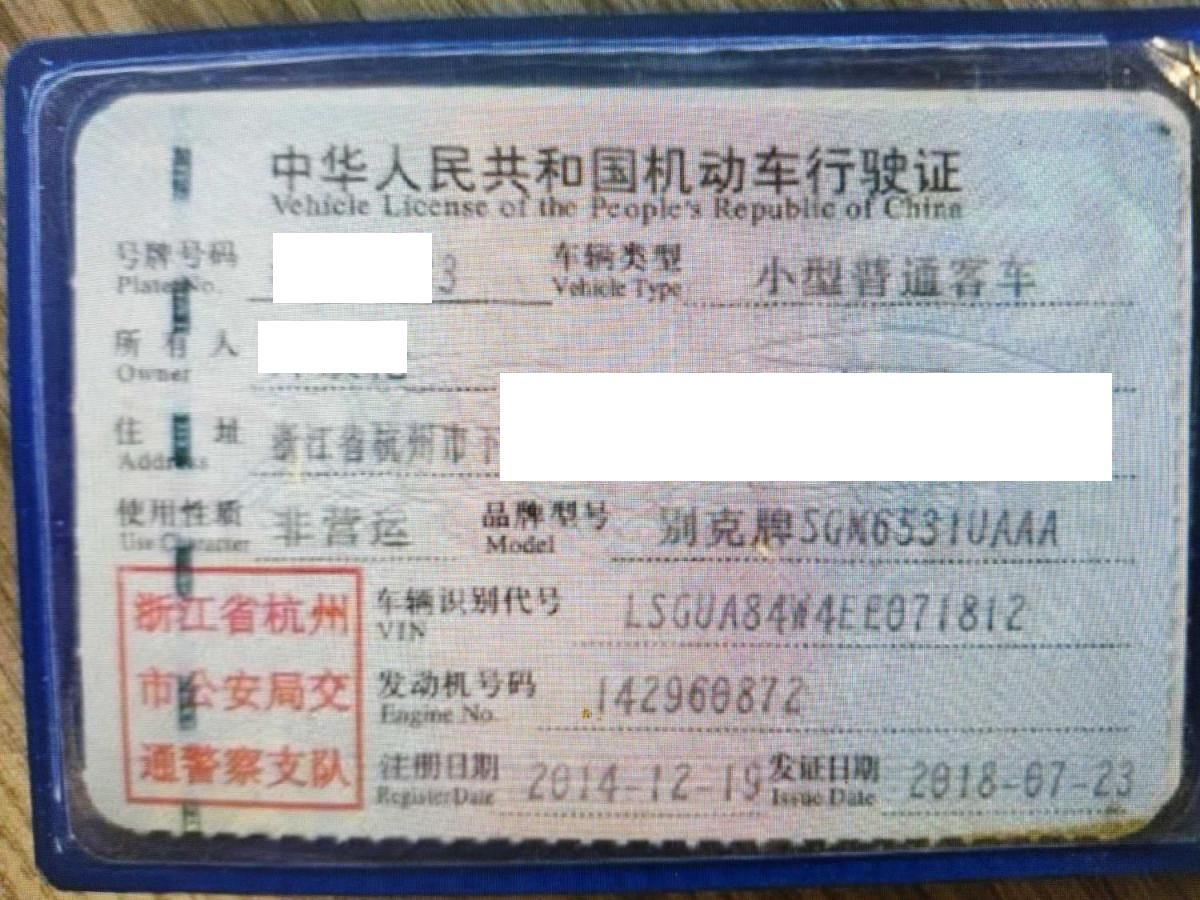 中华人民共和国机动车行驶证
Vehicle License of the People's Republic of China
号牌号码 3 车辆类型 小型普通客车
Plate No. Vehicle Type
所有人
Owner
住址 浙江省杭州市下
Address
使用性质 非营运 品牌型号 别克牌SGM6531UAAA
Use Character Model
浙江省杭州 车辆识别代号 LSGUA84W4EE071812
VIN
市公安局交 发动机号码 142960872
Engine No.
通警察支队 注册日期 2014-12-19 发证日期 2018-07-23
Register Date Issue Date